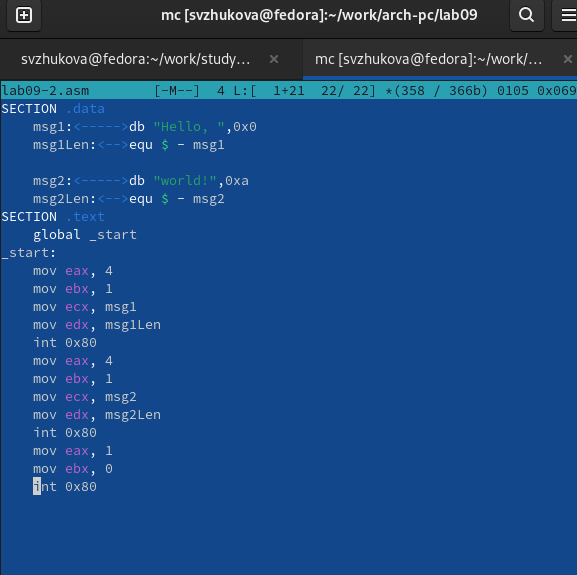 mc [svzhukova@fedora]:~/work/arch-pc/lab09
svzhukova@fedora:~/work/study... × mc [svzhukova@fedora]:~/work/... ×
lab09-2.asm [-M--] 4 L:[ 1+21 22/ 22] *(358 / 366b) 0105 0x069
SECTION .data
    msg1:<----->db "Hello, ",0x0
    msg1Len:<-->equ $ - msg1

    msg2:<----->db "world!",0xa
    msg2Len:<-->equ $ - msg2
SECTION .text
    global _start
_start:
    mov eax, 4
    mov ebx, 1
    mov ecx, msg1
    mov edx, msg1Len
    int 0x80
    mov eax, 4
    mov ebx, 1
    mov ecx, msg2
    mov edx, msg2Len
    int 0x80
    mov eax, 1
    mov ebx, 0
    int 0x80